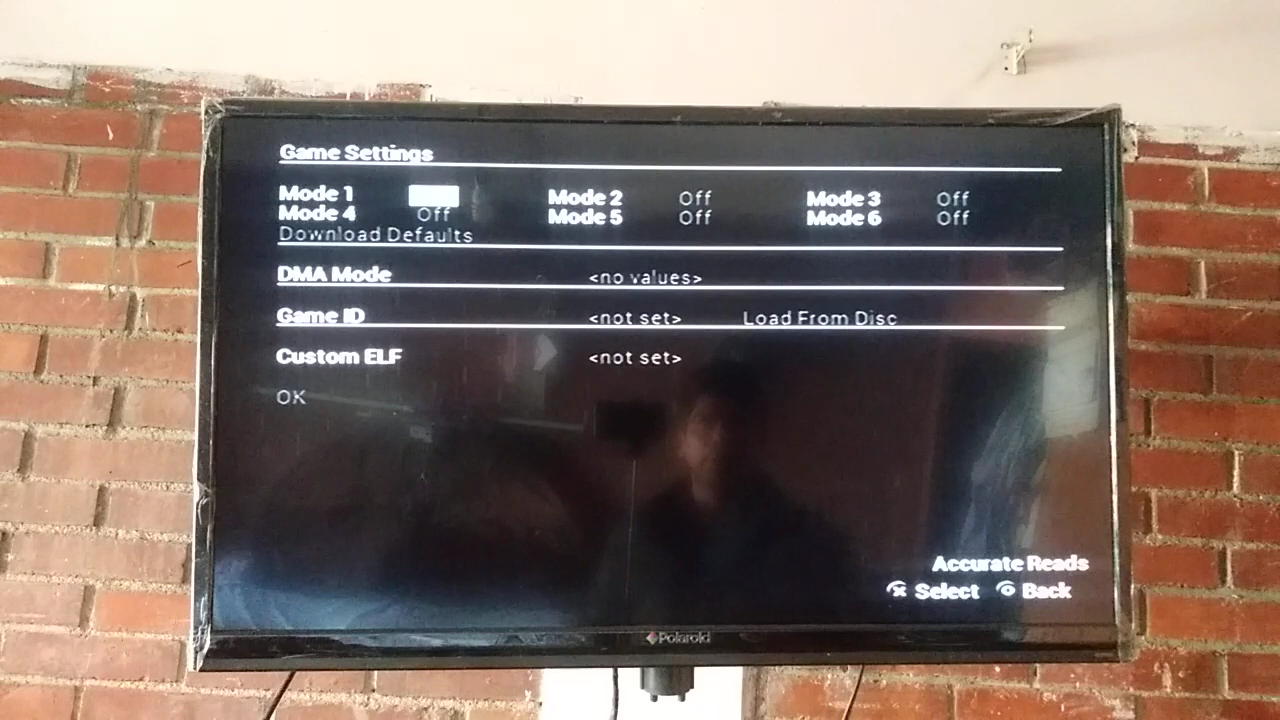 Game Settings
Mode 1 Mode 2 Off Mode 3 Off
Mode 4 Off Mode 5 Off Mode 6 Off
Download Defaults
DMA Mode <no values>
Game ID <not set> Load From Disc
Custom ELF <not set>
OK
Accurate Reads
Select Back
Polaroid